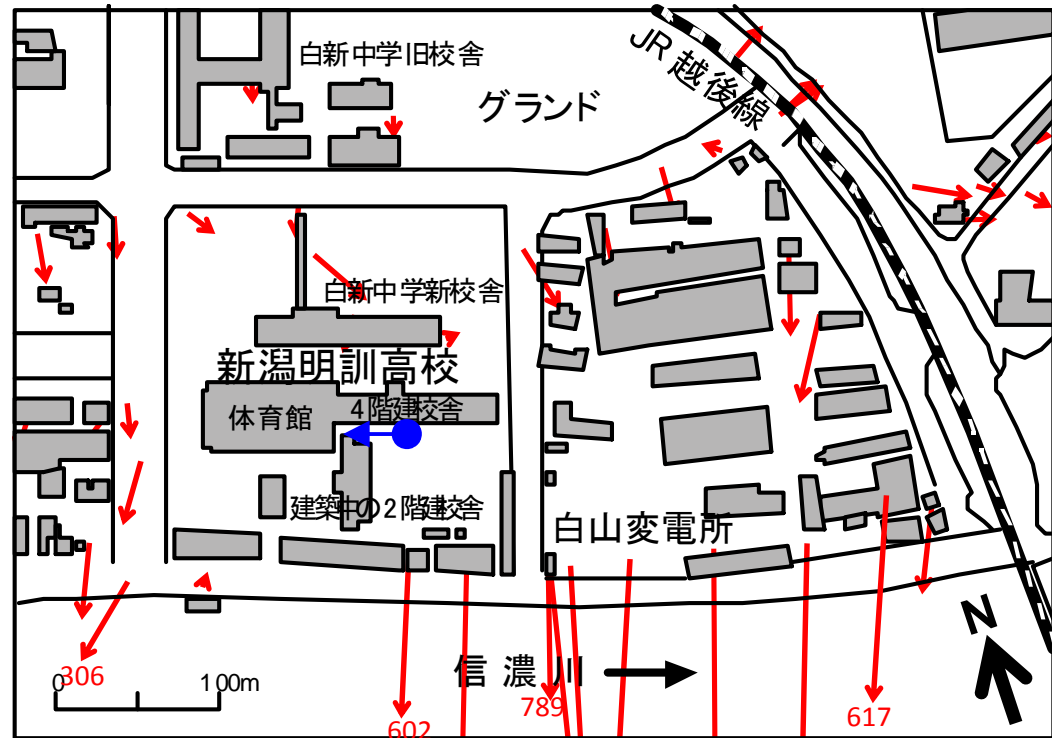 白新中学旧校舎
グランド
JR 越後線
白新中学新校舎
新潟明訓高校
体育館
4階建校舎
建築中の2階建校舎
白山変電所
信濃川
N
306
0
100m
602
789
617